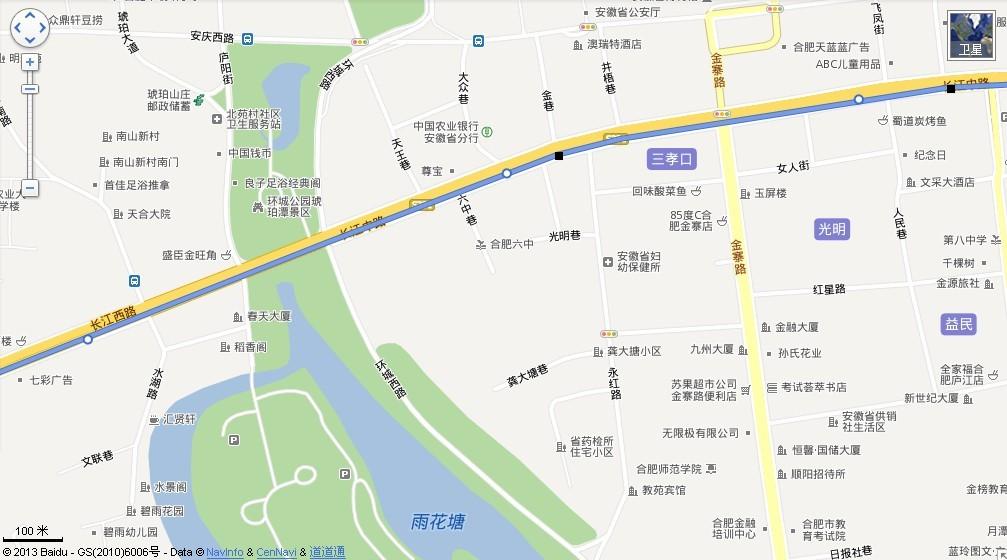 众鼎轩豆捞
琥珀大道
安庆西路
庐阳街
环城西路
大众巷
金巷
井梧巷
安徽省公安厅
澳瑞特酒店
金寨路
飞凤街
合肥天蓝蓝广告
ABC儿童用品
卫星
长江中路
琥珀山庄
邮政储蓄
北苑村社区
卫生服务站
南山新村
中国钱币
南山新村南门
首佳足浴推拿
良子足浴经典阁
天合大院
环城公园琥
珀潭景区
中国农业银行
安徽省分行
天王巷
尊宝
三孝口
蜀道炭烤鱼
女人街
纪念日
回味酸菜鱼
玉屏楼
文采大酒店
六中巷
长江中路
85度C合
肥金寨店
光明
人民巷
合肥六中
光明巷
第八中学
盛臣金旺角
安徽省妇
幼保健所
金寨路
千棵树
红星路
金源旅社
长江西路
春天大厦
稻香阁
金融大厦
益民
龚大搪小区
九州大厦
孙氏花业
七彩广告
水湖路
环城西路
龚大塘巷
永红路
苏果超市公司
金寨路便利店
考试荟萃书店
全家福合
肥庐江店
新世纪大厦
汇贤轩
无限极有限公司
安徽省供销
社生活区
文联巷
省药检所
住宅小区
恒馨·国储大厦
合肥师范学院
顺阳招待所
水景阁
教苑宾馆
金榜教育
碧雨花园
雨花塘
合肥金融
培训中心
合肥市教
育考试院
碧雨幼儿园
日报社巷
蓝玲图文
100 米
© 2013 Baidu - GS(2010)6006号 - Data © NavInfo & CenNavi & 道道通